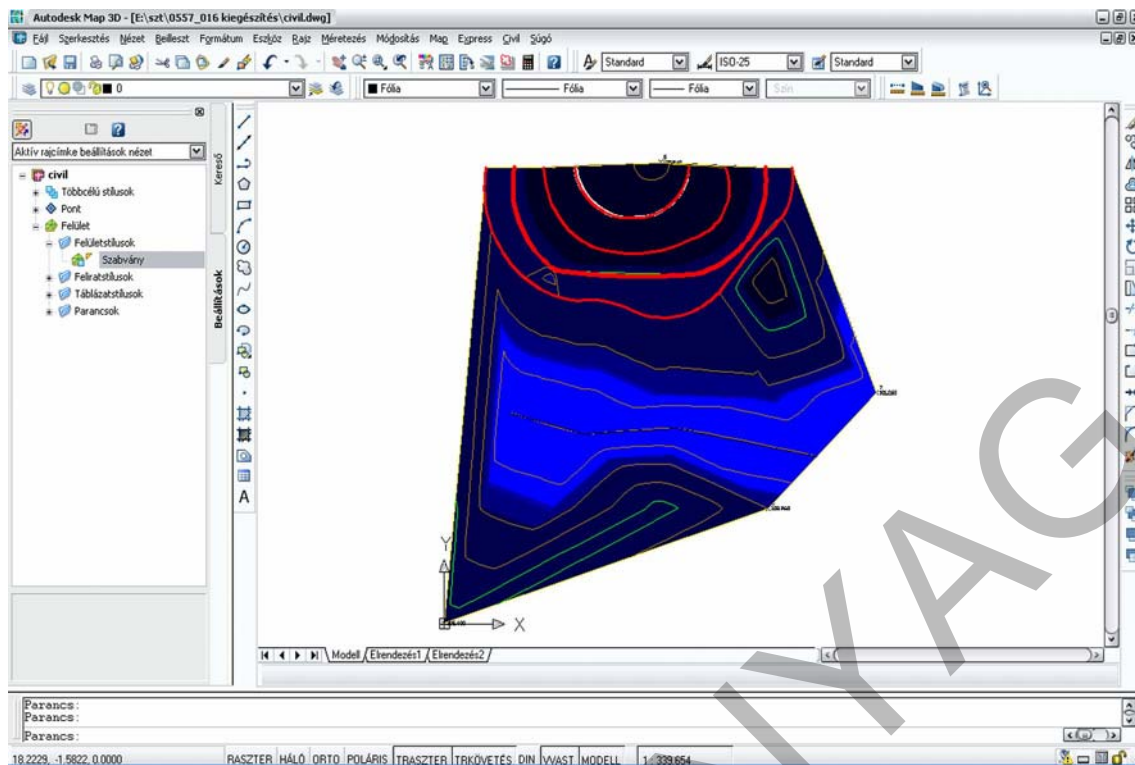 Autodesk Map 3D - [E:\szt\0557_016 kiegészítés\civil.dwg]
Fájl Szerkesztés Nézet Beilleszt Formátum Eszköz Rajz Méretezés Módosítás Map Express Civil Súgó
Standard ISO-25 Standard
0 Fólia Fólia Fólia Szín
Aktív rajcímke beállítások nézet
civil
Többcélú stílusok
Pont
Felület
Felületstílusok
Szabvány
Feliratstílusok
Táblázatstílusok
Parancsok
Kereső
Beállítások
A
Y
X
Modell Elrendezés1 Elrendezés2
Parancs:
Parancs:
Parancs:
18.2229, -1.5822, 0.0000 RASZTER HÁLÓ ORTO POLÁRIS TRASZTER TRKÖVETÉS DIN VVAST MODELL 1: 339.654
NYAG